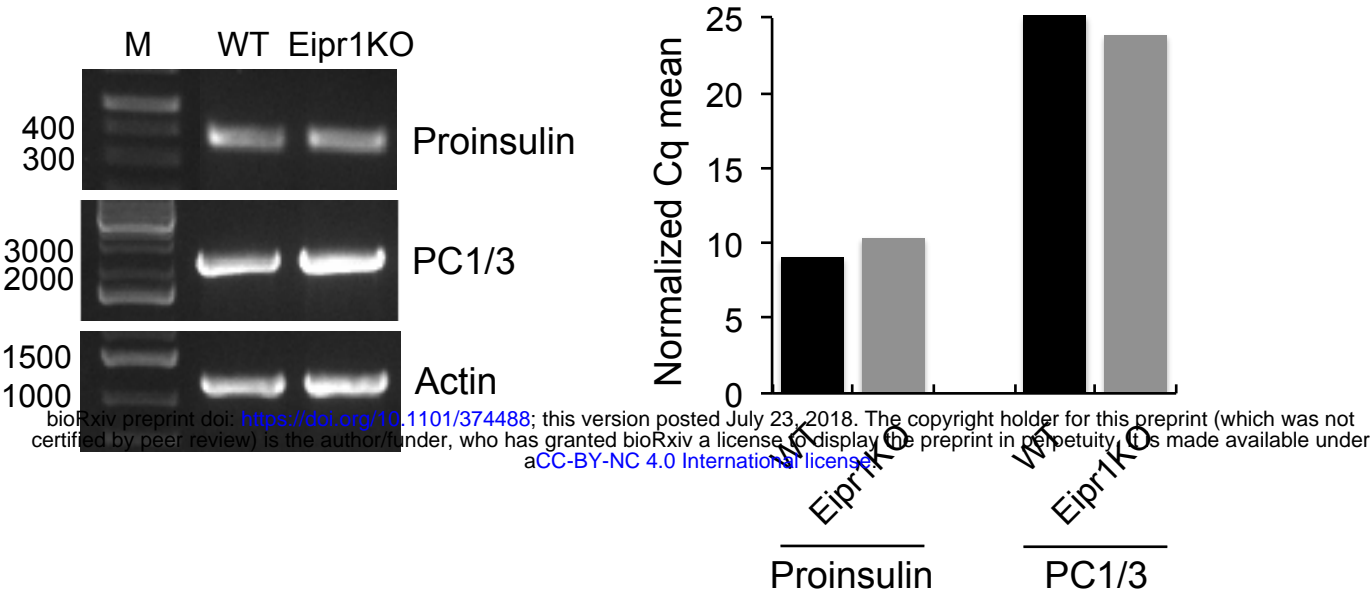 M WT Eipr1KO
400
300
Proinsulin
3000
2000
PC1/3
1500
1000
Actin
Normalized Cq mean
25
20
15
10
5
0
WT
Eipr1KO
WT
Eipr1KO
Proinsulin
PC1/3
bioRxiv preprint doi: https://doi.org/10.1101/374488; this version posted July 23, 2018. The copyright holder for this preprint (which was not
certified by peer review) is the author/funder, who has granted bioRxiv a license to display the preprint in perpetuity. It is made available under
aCC-BY-NC 4.0 International license.